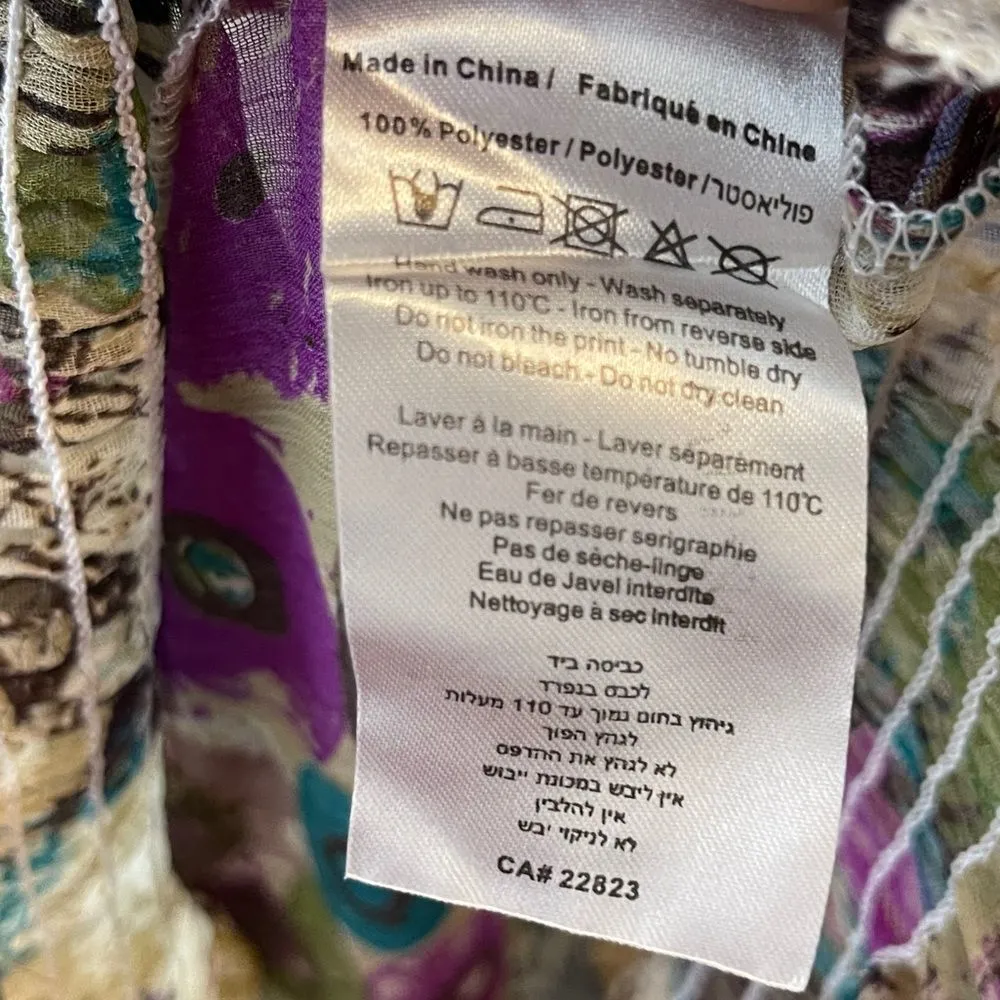 Made in China / Fabriqué en Chine
100% Polyester / Polyester / פוליאסטר
Hand wash only - Wash separately
Iron up to 110°C - Iron from reverse side
Do not iron the print - No tumble dry
Do not bleach - Do not dry clean
Laver à la main - Laver séparément
Repasser à basse température de 110°C
Fer de revers
Ne pas repasser serigraphie
Pas de sèche-linge
Eau de Javel interdite
Nettoyage à sec interdit
כביסה ביד
לכבס בנפרד
גיהוץ בחום נמוך עד 110 מעלות
לגהץ הפוך
לא לגהץ את ההדפס
אין ליבש במכונת ייבוש
אין להלבין
לא לניקוי יבש
CA# 22823